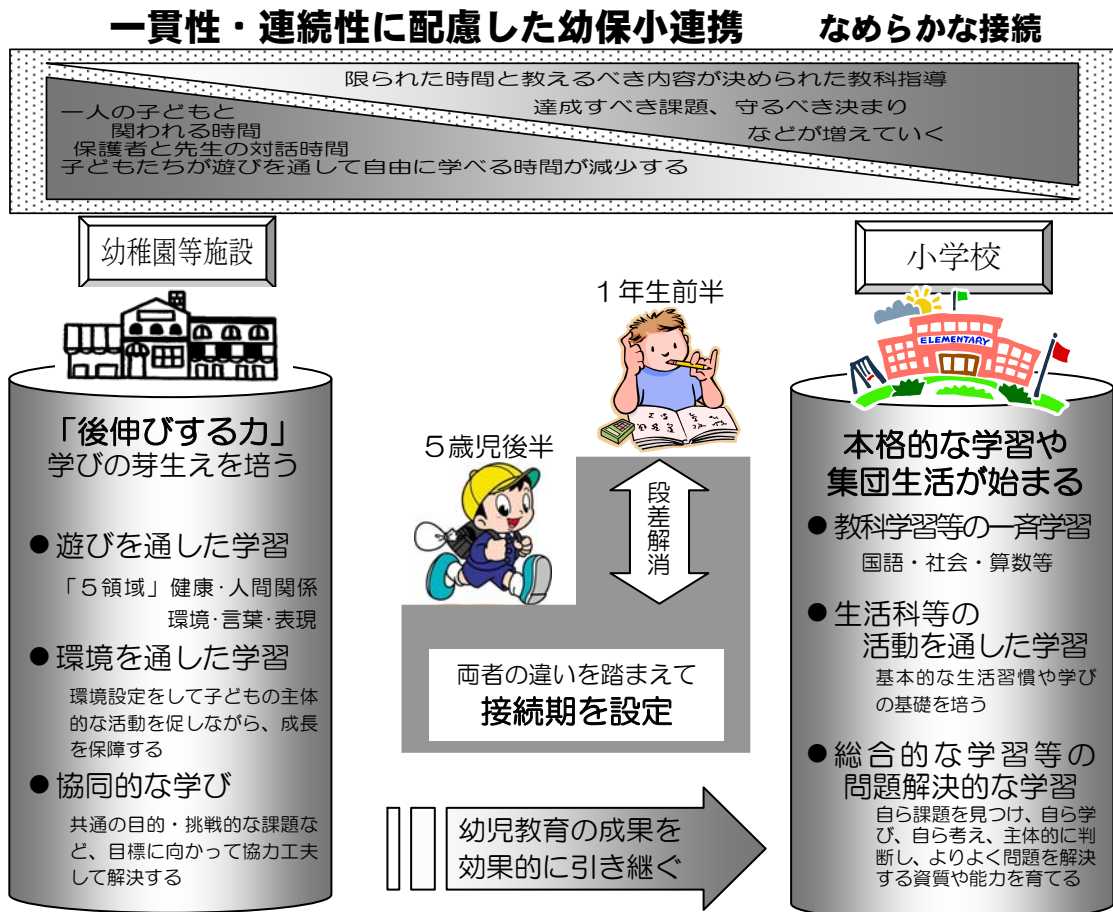 一貫性・連続性に配慮した幼保小連携　なめらかな接続
限られた時間と教えるべき内容が決められた教科指導
達成すべき課題、守るべき決まり
などが増えていく
一人の子どもと
関われる時間
保護者と先生の対話時間
子どもたちが遊びを通して自由に学べる時間が減少する
幼稚園等施設
「後伸びする力」
学びの芽生えを培う
●遊びを通した学習
「５領域」健康・人間関係
環境・言葉・表現
●環境を通した学習
環境設定をして子どもの主体
的な活動を促しながら、成長
を保障する
●協同的な学び
共通の目的・挑戦的な課題な
ど、目標に向かって協力工夫
して解決する
１年生前半
５歳児後半
段差解消
両者の違いを踏まえて
接続期を設定
幼児教育の成果を
効果的に引き継ぐ
小学校
ELEMENTARY
本格的な学習や
集団生活が始まる
●教科学習等の一斉学習
国語・社会・算数等
●生活科等の
活動を通した学習
基本的な生活習慣や学び
の基礎を培う
●総合的な学習等の
問題解決的な学習
自ら課題を見つけ、自ら学
び、自ら考え、主体的に判
断し、よりよく問題を解決
する資質や能力を育てる